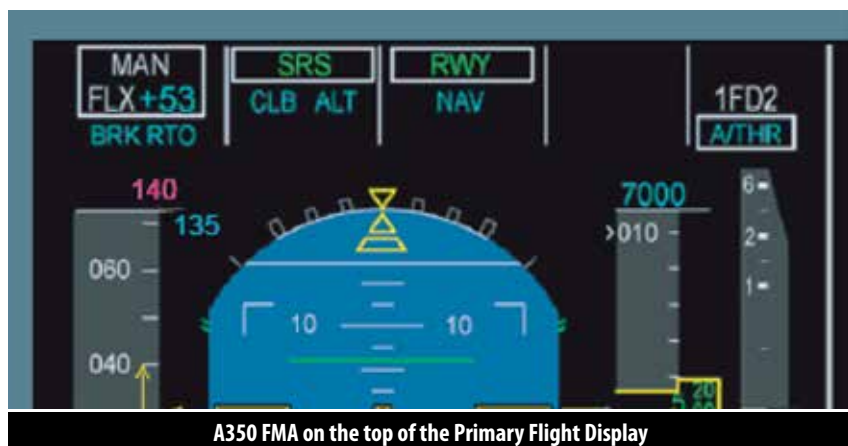 MAN SRS RWY
FLX +53 CLB ALT NAV 1FD2
BRK RTO A/THR
140 7000 6
135
010 2
060
1
10 10
040
20
A350 FMA on the top of the Primary Flight Display